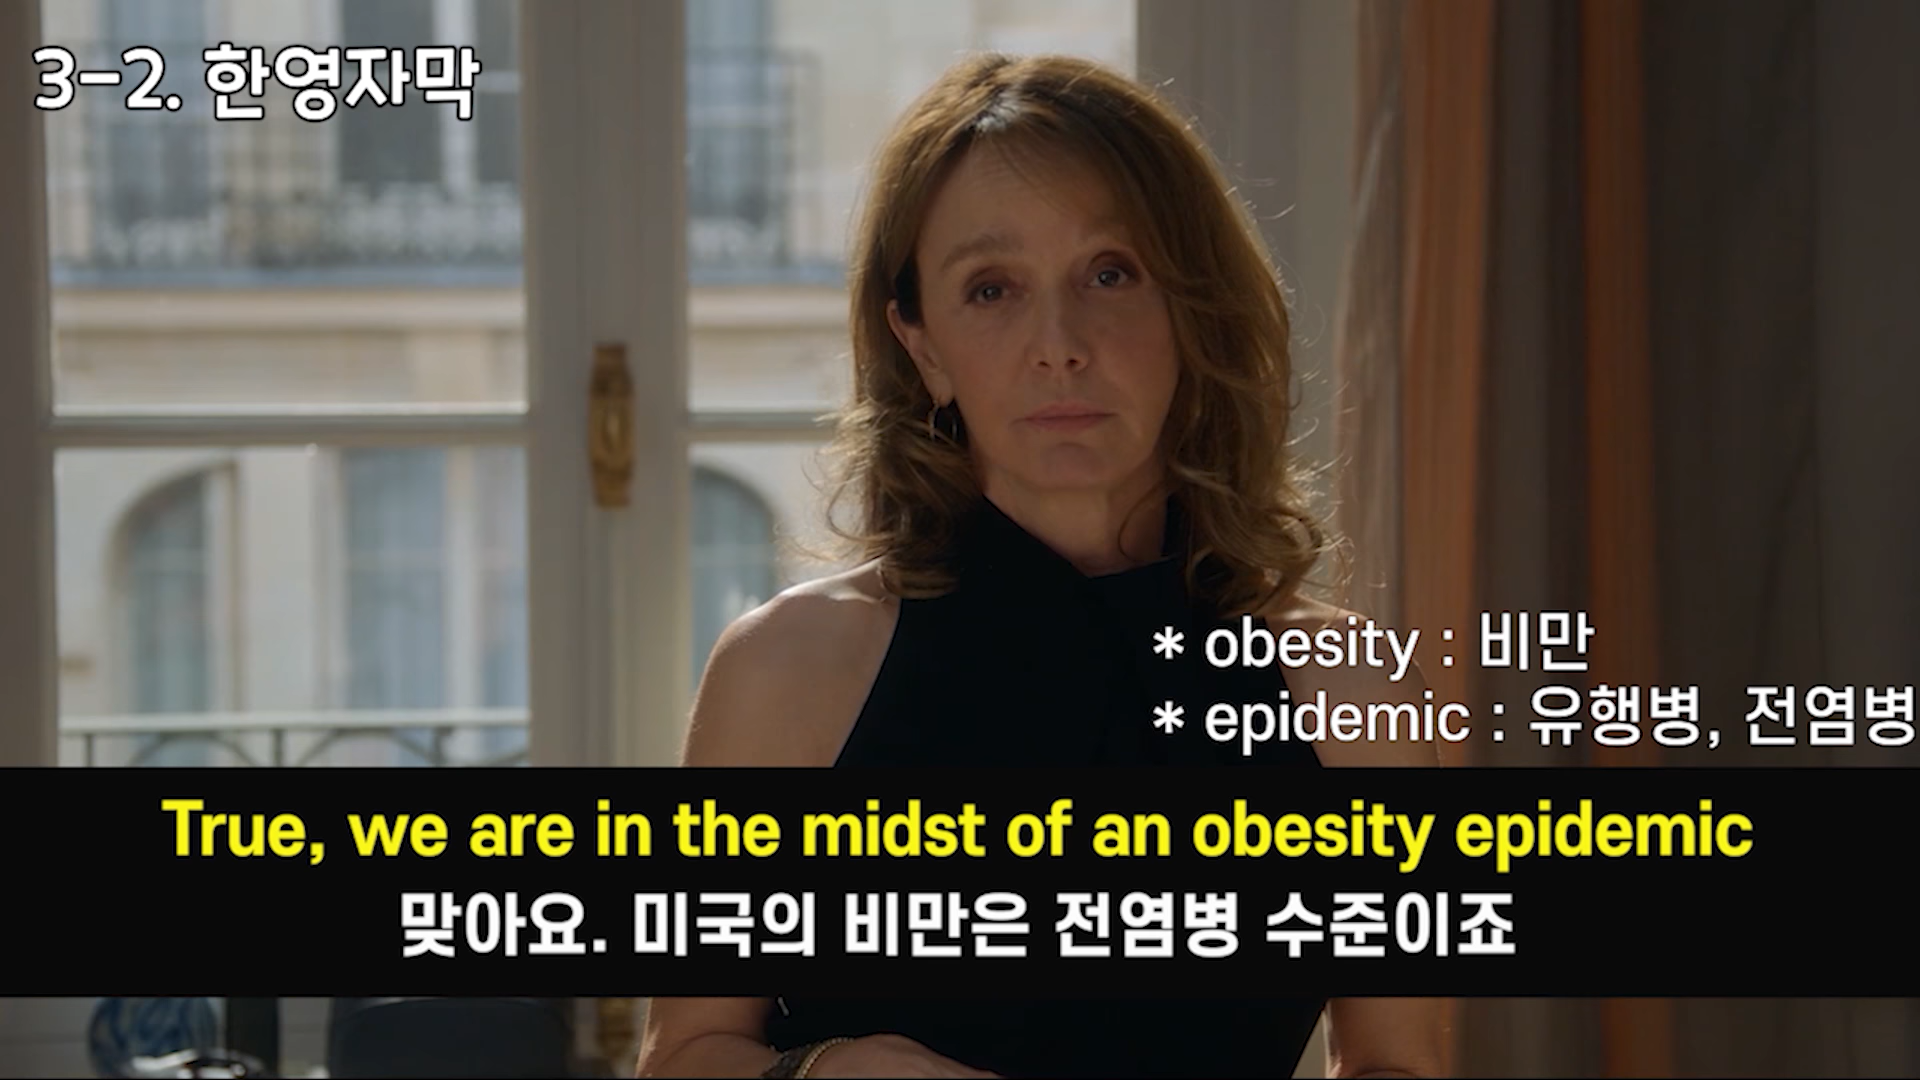 3-2. 한영자막
* obesity : 비만
* epidemic : 유행병, 전염병
True, we are in the midst of an obesity epidemic
맞아요. 미국의 비만은 전염병 수준이죠